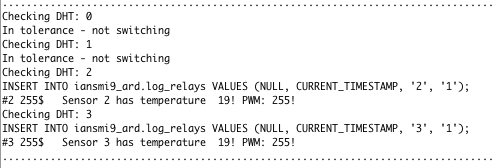 Checking DHT: 0
In tolerance - not switching
Checking DHT: 1
In tolerance - not switching
Checking DHT: 2
INSERT INTO iansmi9_ard.log_relays VALUES (NULL, CURRENT_TIMESTAMP, '2', '1');
#2 255$   Sensor 2 has temperature  19! PWM: 255!
Checking DHT: 3
INSERT INTO iansmi9_ard.log_relays VALUES (NULL, CURRENT_TIMESTAMP, '3', '1');
#3 255$   Sensor 3 has temperature  19! PWM: 255!